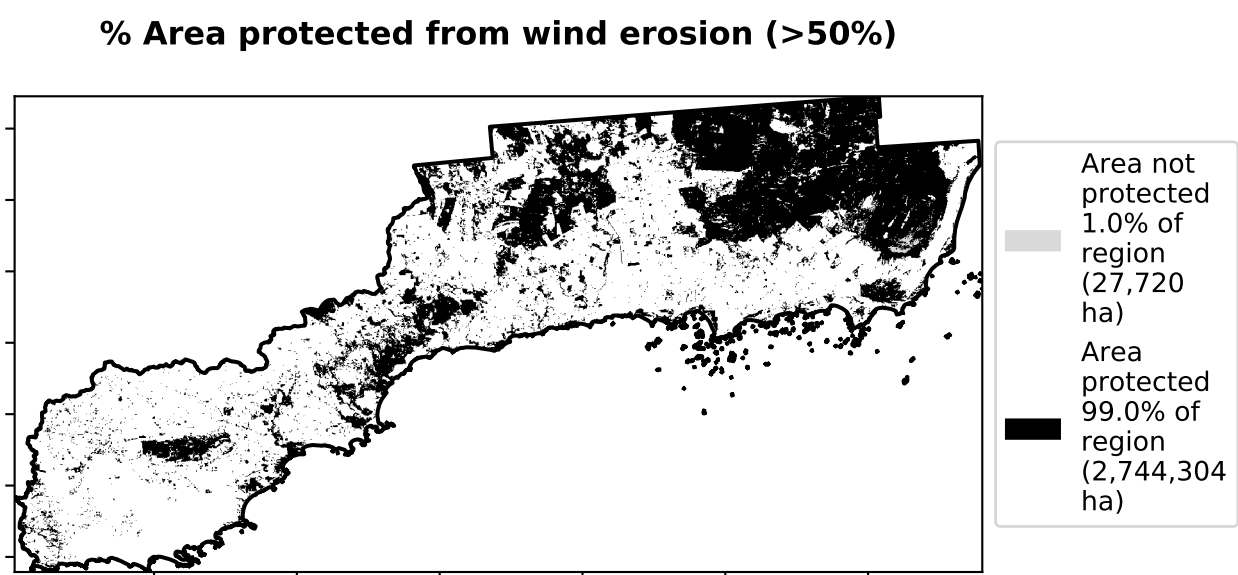 % Area protected from wind erosion (>50%)
Area not
protected
1.0% of
region
(27,720
ha)
Area
protected
99.0% of
region
(2,744,304
ha)